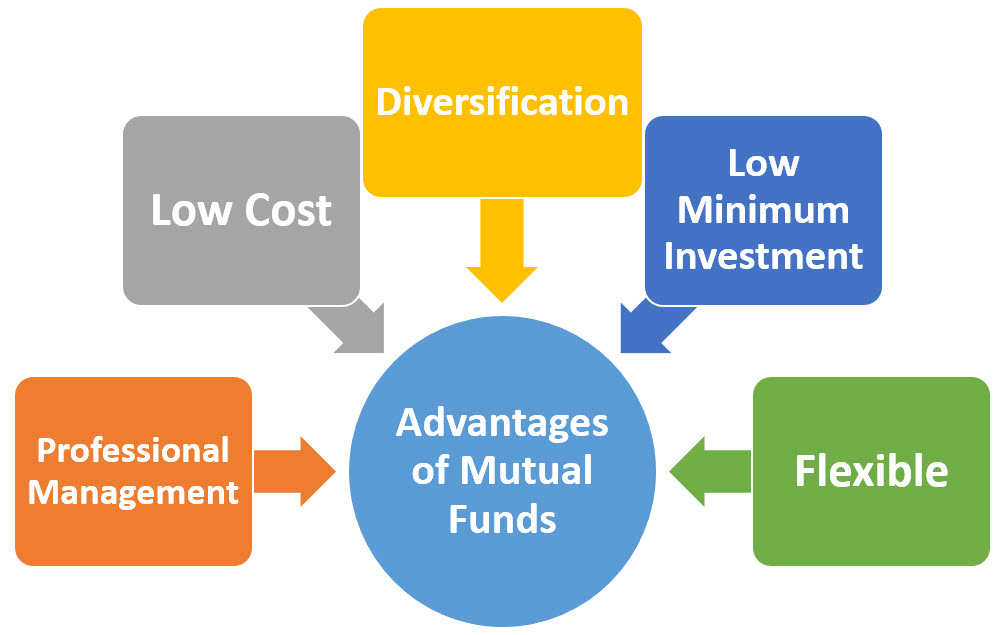 Diversification
Low Cost
Low
Minimum
Investment
Professional
Management
Advantages
of Mutual
Funds
Flexible